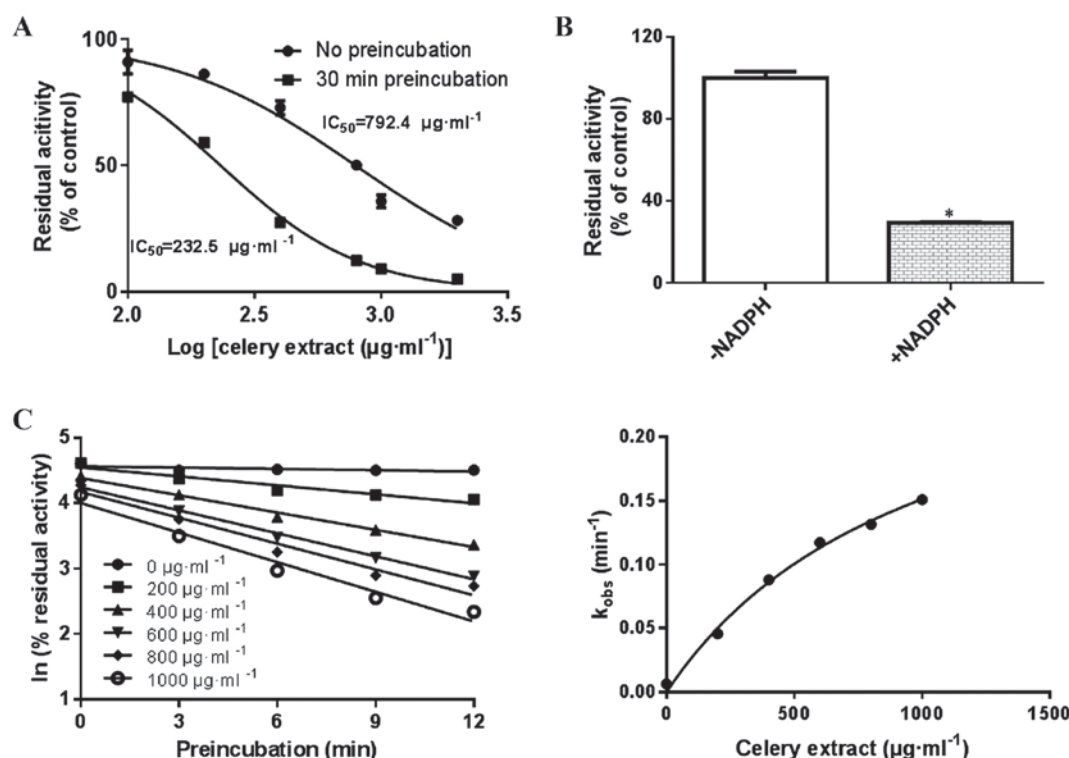 A
Residual acitivity
(% of control)
100
50
0
No preincubation
30 min preincubation
IC50=792.4 µg·ml-1
IC50=232.5 µg·ml-1
2.0 2.5 3.0 3.5
Log [celery extract (µg·ml-1)]
B
Residual acitivity
(% of control)
120
80
40
0
*
-NADPH
+NADPH
C
ln (% residual activity)
5
4
3
2
1
0 µg·ml-1
200 µg·ml-1
400 µg·ml-1
600 µg·ml-1
800 µg·ml-1
1000 µg·ml-1
0 3 6 9 12
Preincubation (min)
kobs (min-1)
0.20
0.15
0.10
0.05
0.00
0 500 1000 1500
Celery extract (µg·ml-1)